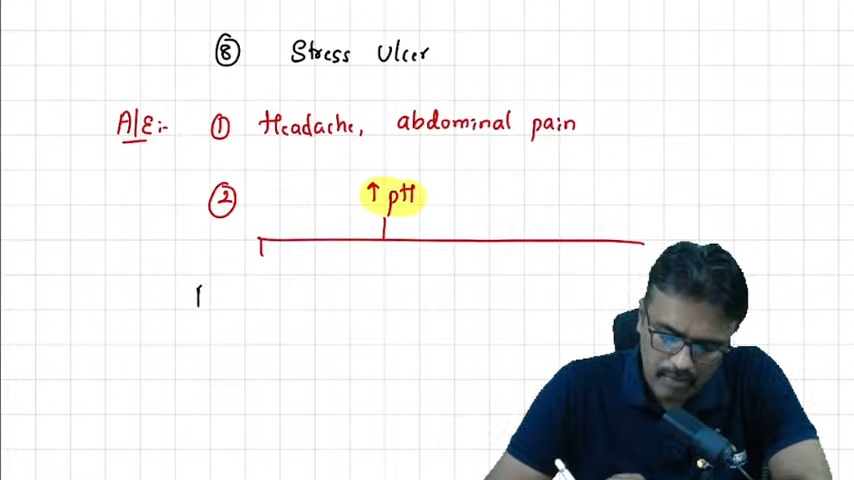 ⑧ Stress Ulcer
A/E:- ① Headache, abdominal pain
② ↑ pH